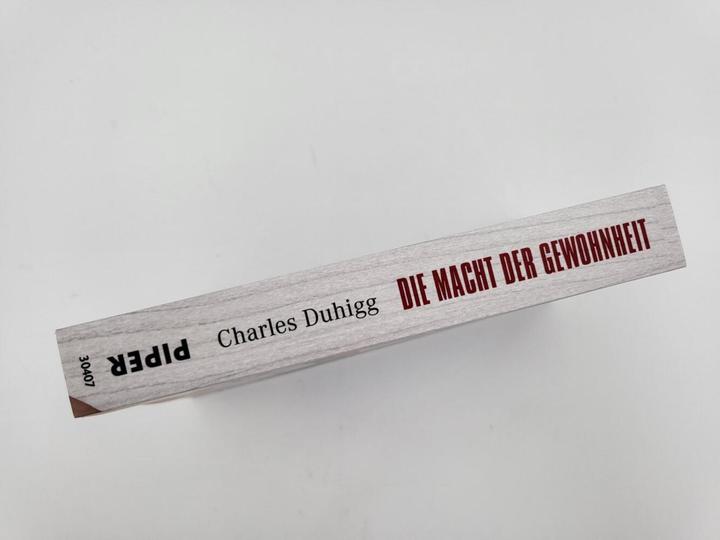 30407
PIPER
Charles Duhigg
DIE MACHT DER GEWOHNHEIT